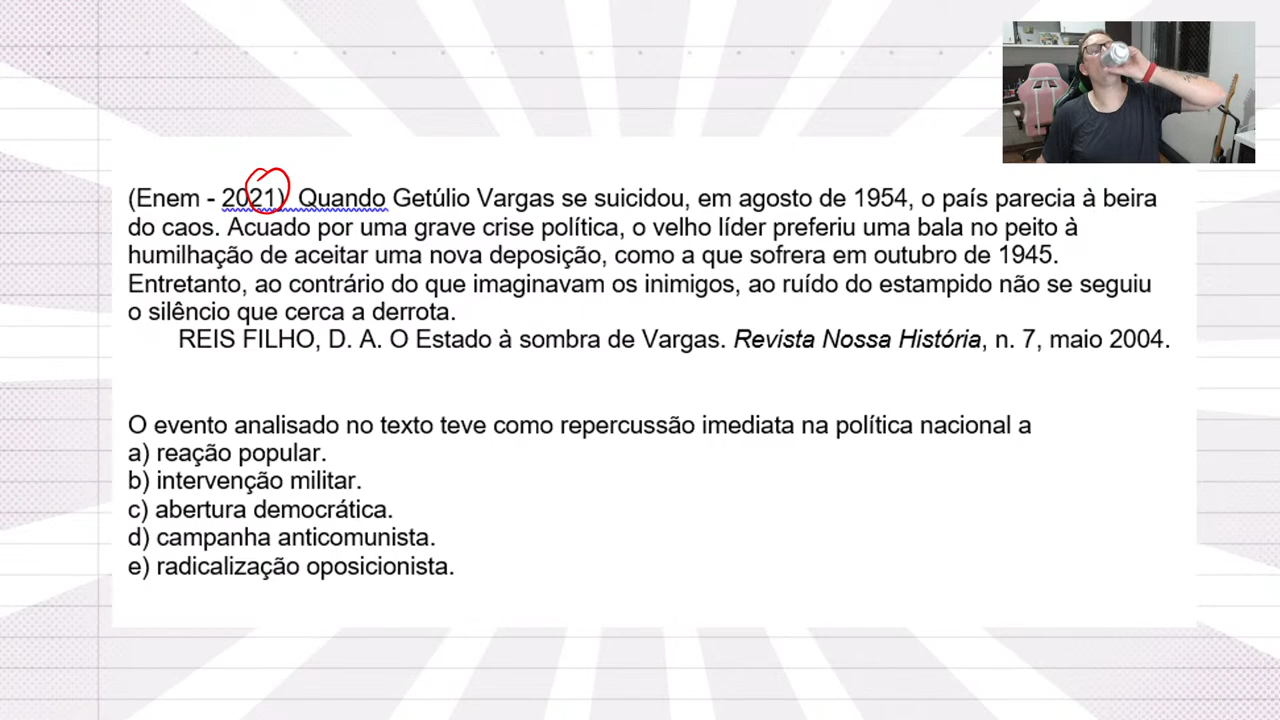 (Enem - 2021) Quando Getúlio Vargas se suicidou, em agosto de 1954, o país parecia à beira
do caos. Acuado por uma grave crise política, o velho líder preferiu uma bala no peito à
humilhação de aceitar uma nova deposição, como a que sofrera em outubro de 1945.
Entretanto, ao contrário do que imaginavam os inimigos, ao ruído do estampido não se seguiu
o silêncio que cerca a derrota.
REIS FILHO, D. A. O Estado à sombra de Vargas. Revista Nossa História, n. 7, maio 2004.
O evento analisado no texto teve como repercussão imediata na política nacional a
a) reação popular.
b) intervenção militar.
c) abertura democrática.
d) campanha anticomunista.
e) radicalização oposicionista.